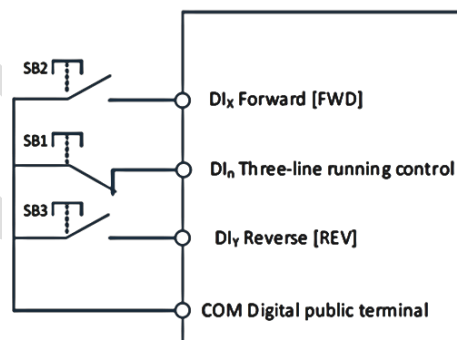 SB2
DIX Forward [FWD]
SB1
DIn Three-line running control
SB3
DIY Reverse [REV]
COM Digital public terminal